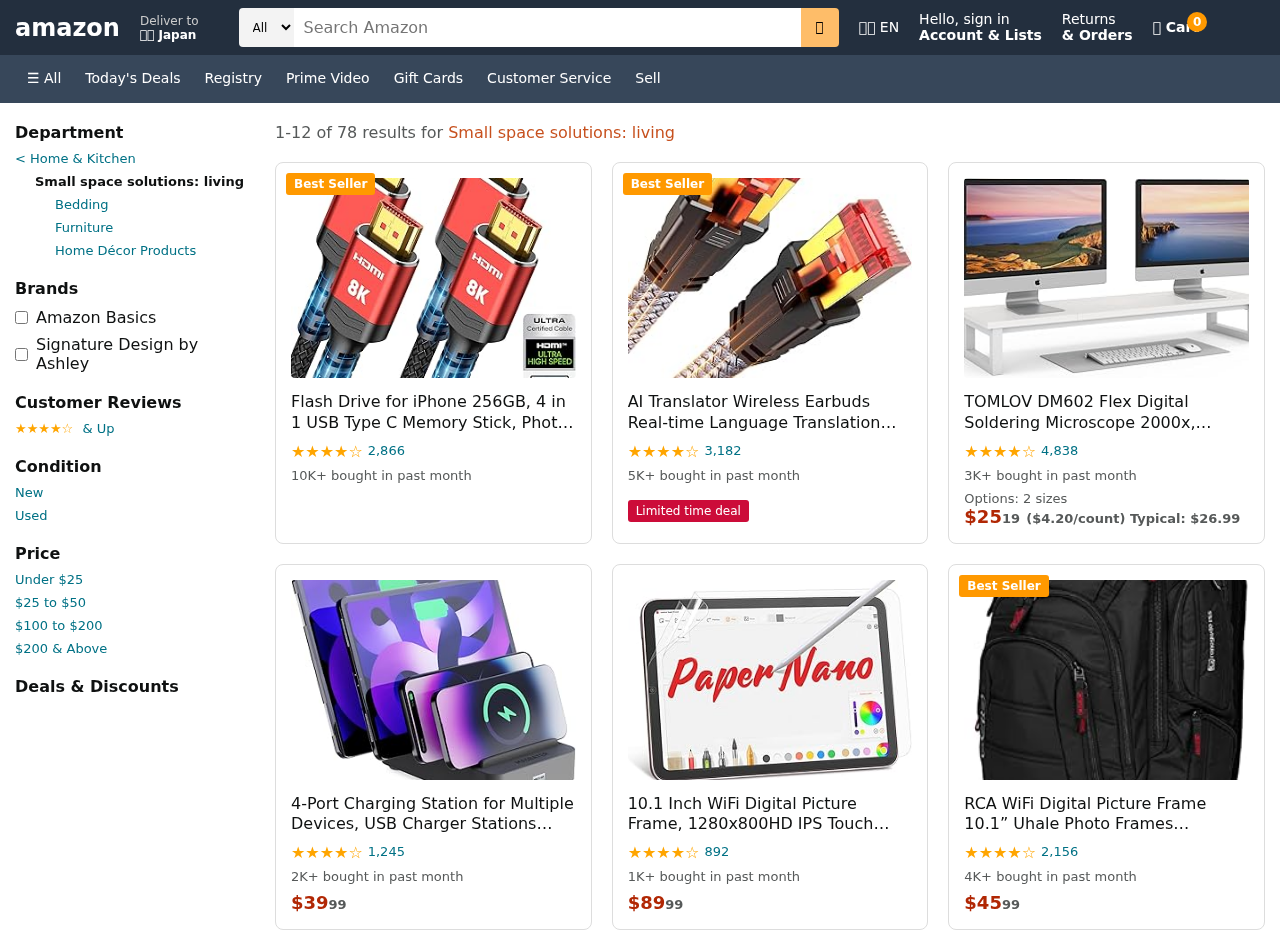 amazon
Deliver to
Japan
All
Search Amazon
EN
Hello, sign in
Account & Lists
Returns
& Orders
0
☰ All
Today's Deals
Registry
Prime Video
Gift Cards
Customer Service
Sell
Department
< Home & Kitchen
Small space solutions: living
Bedding
Furniture
Home Décor Products
Brands
Amazon Basics
Signature Design by
Ashley
Customer Reviews
★★★★☆ & Up
Condition
New
Used
Price
Under $25
$25 to $50
$100 to $200
$200 & Above
Deals & Discounts
1-12 of 78 results for Small space solutions: living
Best Seller
HDMI
8K
HDMI
8K
ULTRA
Certified Cable
HDMI™
ULTRA
HIGH SPEED
Flash Drive for iPhone 256GB, 4 in
1 USB Type C Memory Stick, Phot…
★★★★☆ 2,866
10K+ bought in past month
Best Seller
AI Translator Wireless Earbuds
Real-time Language Translation…
★★★★☆ 3,182
5K+ bought in past month
Limited time deal
TOMLOV DM602 Flex Digital
Soldering Microscope 2000x,…
★★★★☆ 4,838
3K+ bought in past month
Options: 2 sizes
$2519 ($4.20/count) Typical: $26.99
4-Port Charging Station for Multiple
Devices, USB Charger Stations…
★★★★☆ 1,245
2K+ bought in past month
$3999
Paper Nano
10.1 Inch WiFi Digital Picture
Frame, 1280x800HD IPS Touch…
★★★★☆ 892
1K+ bought in past month
$8999
Best Seller
RCA WiFi Digital Picture Frame
10.1” Uhale Photo Frames…
★★★★☆ 2,156
4K+ bought in past month
$4599